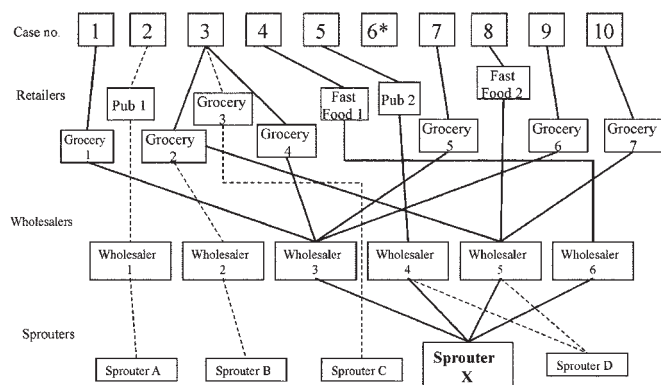 Case no. 1 2 3 4 5 6* 7 8 9 10
Retailers
Pub 1
Grocery
3
Fast
Food 1
Pub 2
Fast
Food 2
Grocery
1
Grocery
2
Grocery
4
Grocery
5
Grocery
6
Grocery
7
Wholesalers
Wholesaler
1
Wholesaler
2
Wholesaler
3
Wholesaler
4
Wholesaler
5
Wholesaler
6
Sprouters
Sprouter A
Sprouter B
Sprouter C
Sprouter
X
Sprouter D